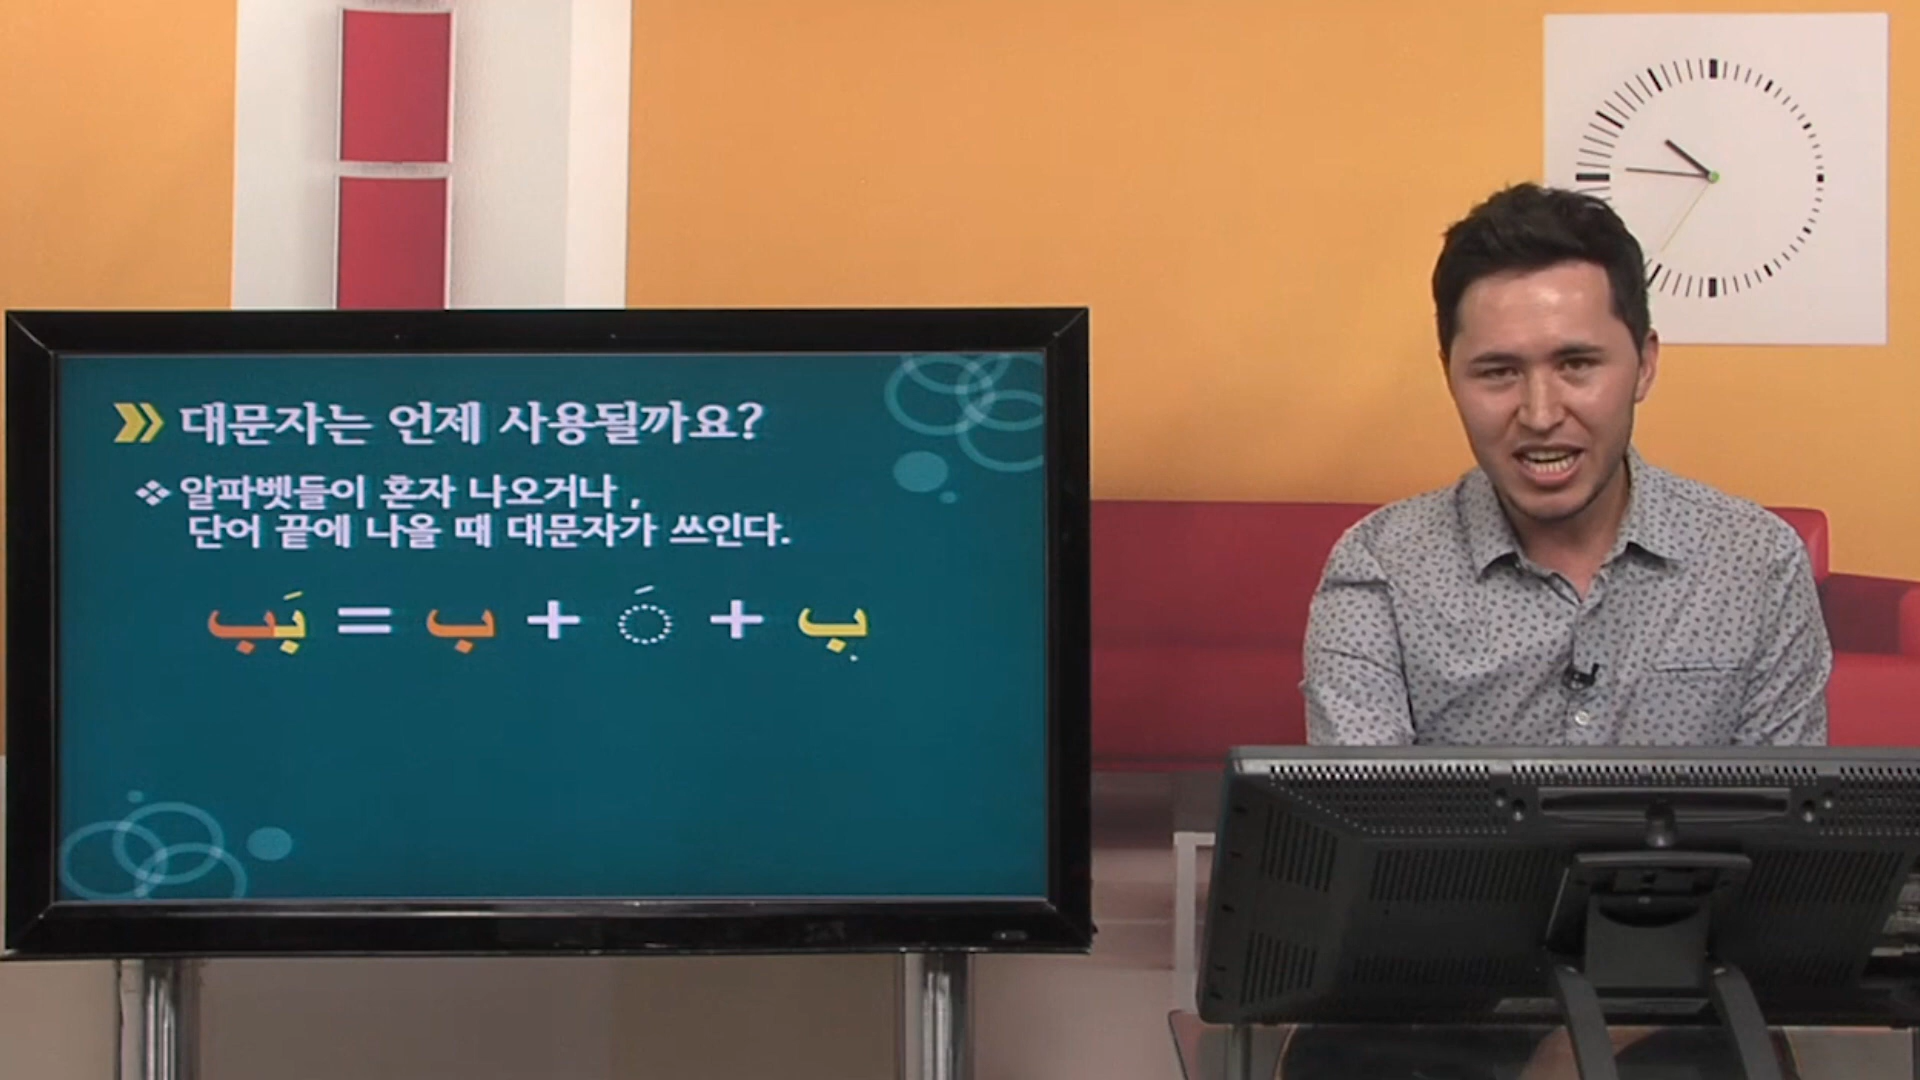 대문자는 언제 사용될까요?
알파벳들이 혼자 나오거나 ,
단어 끝에 나올 때 대문자가 쓰인다.
بَب = ب + َ + ب